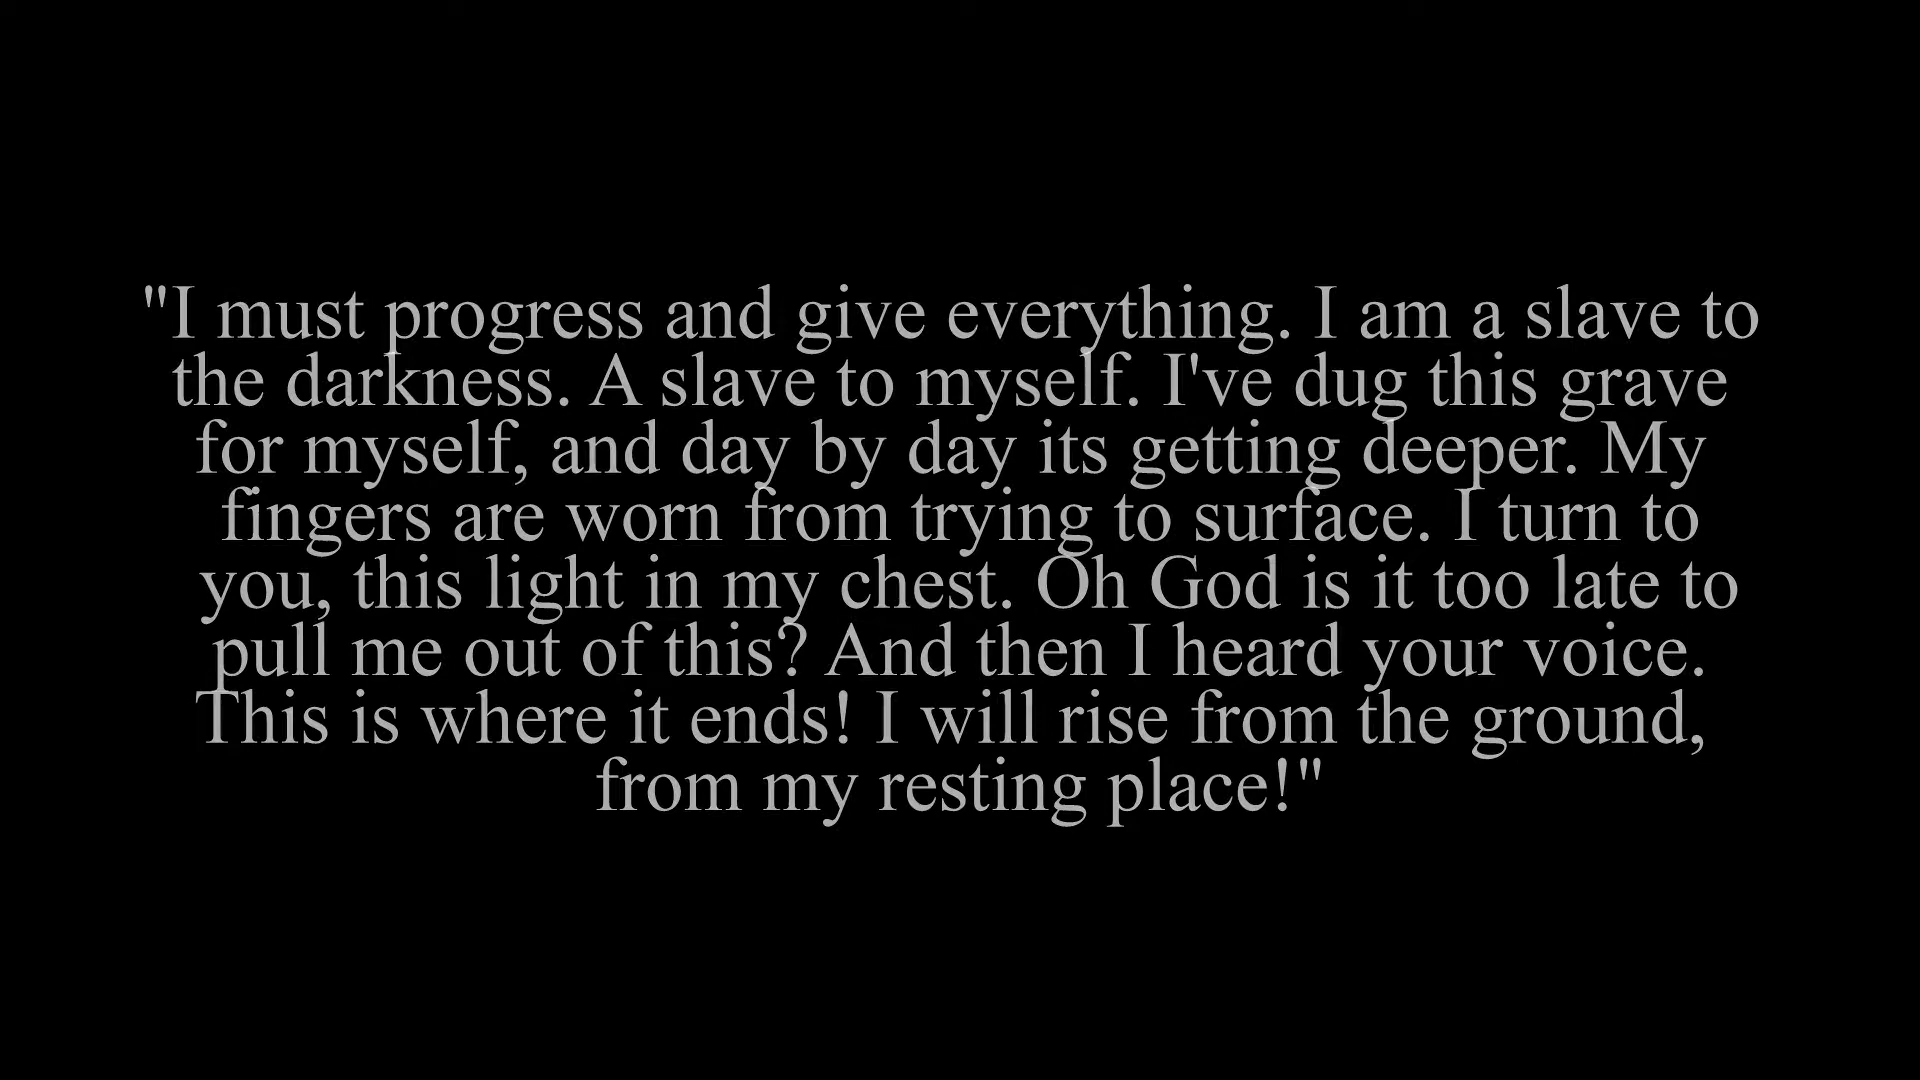 "I must progress and give everything. I am a slave to
the darkness. A slave to myself. I've dug this grave
for myself, and day by day its getting deeper. My
fingers are worn from trying to surface. I turn to
you, this light in my chest. Oh God is it too late to
pull me out of this? And then I heard your voice.
This is where it ends! I will rise from the ground,
from my resting place!"